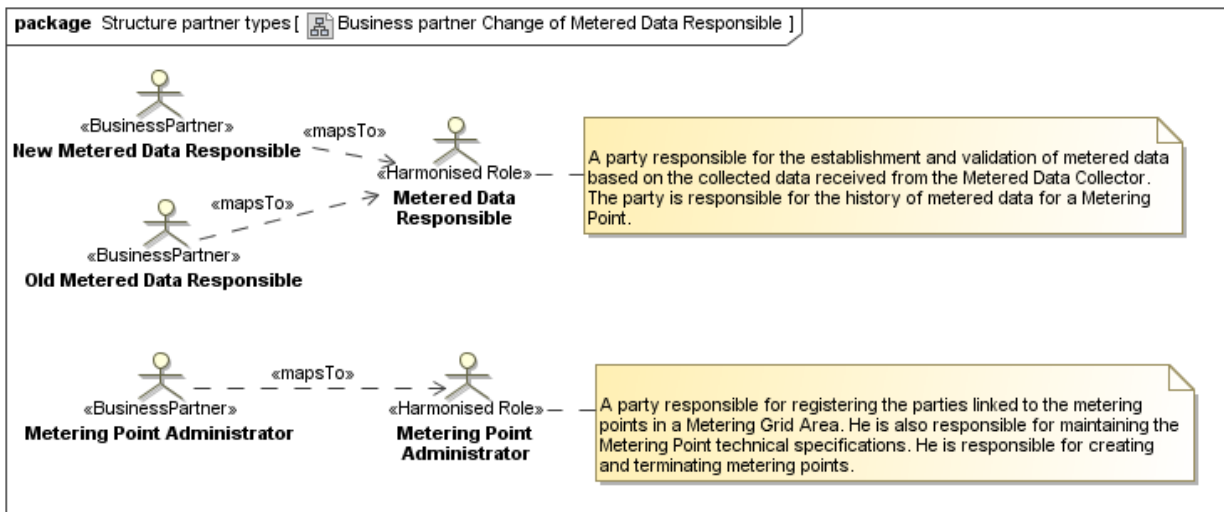 package Structure partner types [ Business partner Change of Metered Data Responsible ]
«BusinessPartner»
New Metered Data Responsible
«mapsTo»
«Harmonised Role»
Metered Data
Responsible
A party responsible for the establishment and validation of metered data
based on the collected data received from the Metered Data Collector.
The party is responsible for the history of metered data for a Metering
Point.
«mapsTo»
«BusinessPartner»
Old Metered Data Responsible
«BusinessPartner»
Metering Point Administrator
«mapsTo»
«Harmonised Role»
Metering Point
Administrator
A party responsible for registering the parties linked to the metering
points in a Metering Grid Area. He is also responsible for maintaining the
Metering Point technical specifications. He is responsible for creating
and terminating metering points.